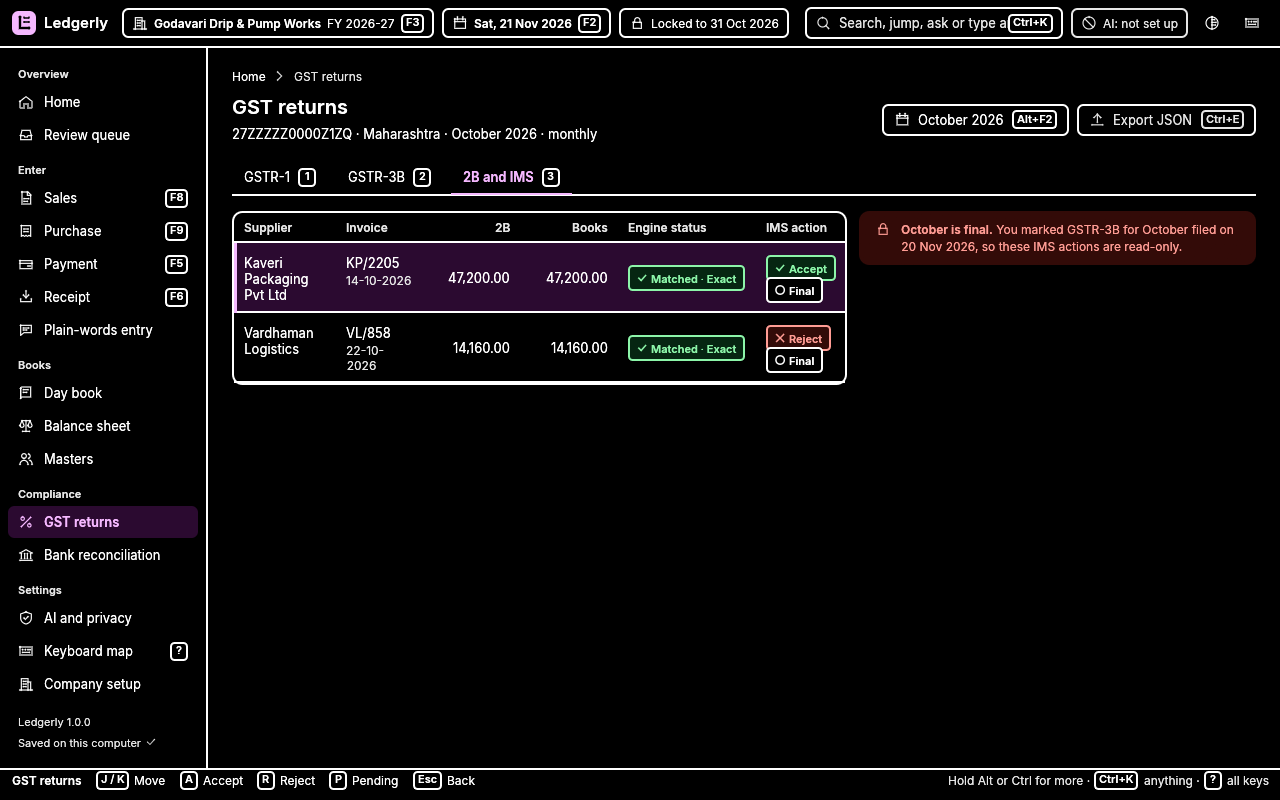 Ledgerly
Godavari Drip & Pump Works FY 2026-27 F3
Sat, 21 Nov 2026 F2
Locked to 31 Oct 2026
Search, jump, ask or type a Ctrl+K
AI: not set up
Overview
Home
Review queue
Enter
Sales F8
Purchase F9
Payment F5
Receipt F6
Plain-words entry
Books
Day book
Balance sheet
Masters
Compliance
GST returns
Bank reconciliation
Settings
AI and privacy
Keyboard map ?
Company setup
Ledgerly 1.0.0
Saved on this computer
Home GST returns
GST returns
27ZZZZZ0000Z1ZQ · Maharashtra · October 2026 · monthly
October 2026 Alt+F2
Export JSON Ctrl+E
GSTR-1 1 GSTR-3B 2 2B and IMS 3
Supplier Invoice 2B Books Engine status IMS action
Kaveri Packaging Pvt Ltd
KP/2205
14-10-2026
47,200.00
47,200.00
Matched · Exact
Accept
Final
Vardhaman Logistics
VL/858
22-10-
2026
14,160.00
14,160.00
Matched · Exact
Reject
Final
October is final. You marked GSTR-3B for October filed on
20 Nov 2026, so these IMS actions are read-only.
GST returns J / K Move A Accept R Reject P Pending Esc Back
Hold Alt or Ctrl for more · Ctrl+K anything · ? all keys